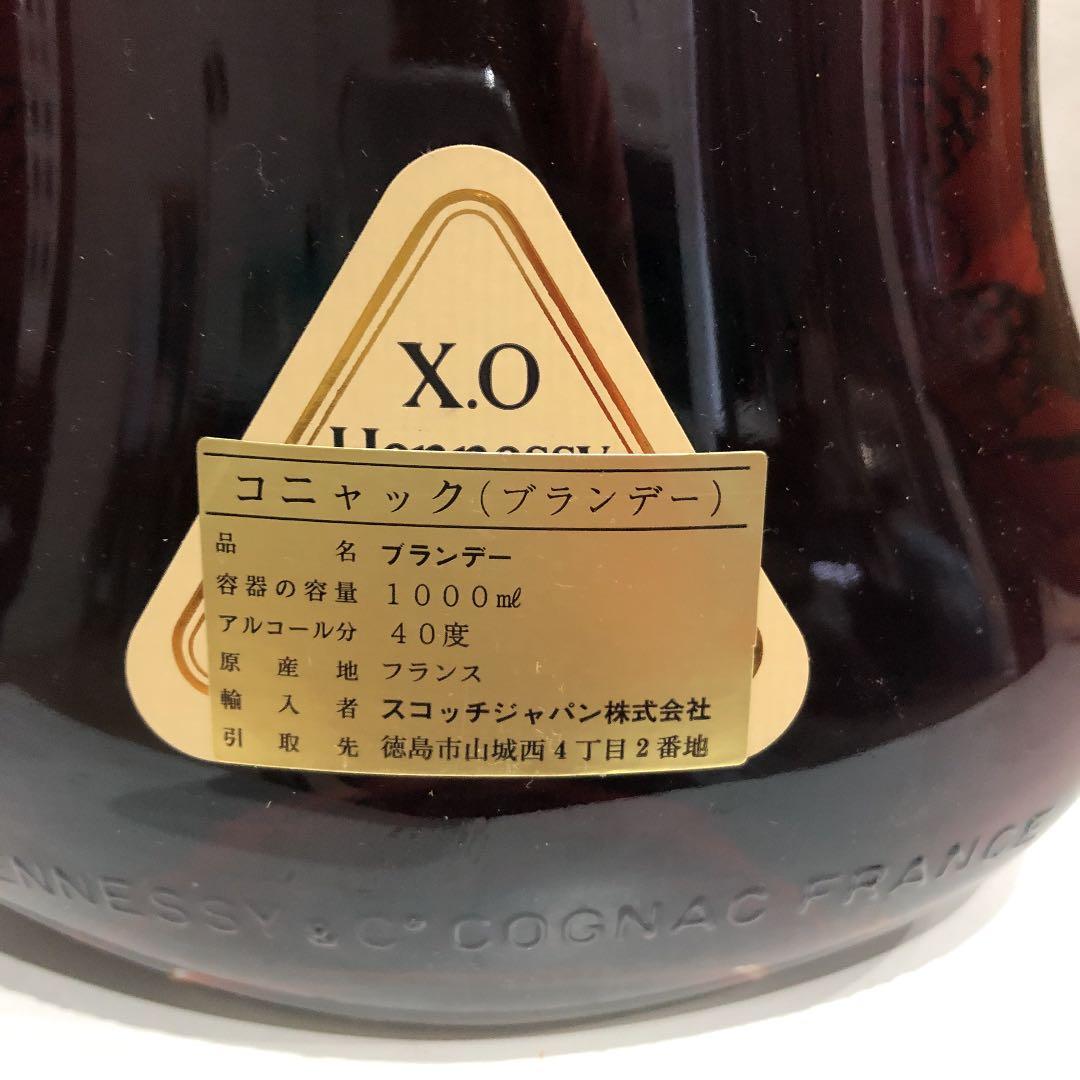 X.O
Hennessy
コニャック(ブランデー)
品名 ブランデー
容器の容量 1000㎖
アルコール分 40度
原産地 フランス
輸入者 スコッチジャパン株式会社
引取先 徳島市山城西4丁目2番地
ENNESSY & Cº COGNAC FRANCE